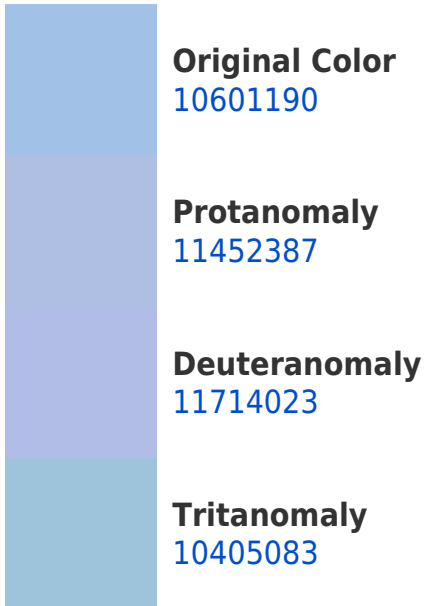 Original Color
10601190
Protanomaly
11452387
Deuteranomaly
11714023
Tritanomaly
10405083